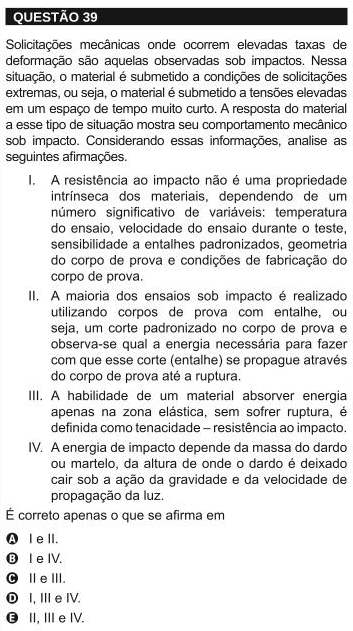 QUESTÃO 39
Solicitações mecânicas onde ocorrem elevadas taxas de
deformação são aquelas observadas sob impactos. Nessa
situação, o material é submetido a condições de solicitações
extremas, ou seja, o material é submetido a tensões elevadas
em um espaço de tempo muito curto. A resposta do material
a esse tipo de situação mostra seu comportamento mecânico
sob impacto. Considerando essas informações, analise as
seguintes afirmações.
I. A resistência ao impacto não é uma propriedade
intrínseca dos materiais, dependendo de um
número significativo de variáveis: temperatura
do ensaio, velocidade do ensaio durante o teste,
sensibilidade a entalhes padronizados, geometria
do corpo de prova e condições de fabricação do
corpo de prova.
II. A maioria dos ensaios sob impacto é realizado
utilizando corpos de prova com entalhe, ou
seja, um corte padronizado no corpo de prova e
observa-se qual a energia necessária para fazer
com que esse corte (entalhe) se propague através
do corpo de prova até a ruptura.
III. A habilidade de um material absorver energia
apenas na zona elástica, sem sofrer ruptura, é
definida como tenacidade – resistência ao impacto.
IV. A energia de impacto depende da massa do dardo
ou martelo, da altura de onde o dardo é deixado
cair sob a ação da gravidade e da velocidade de
propagação da luz.
É correto apenas o que se afirma em
A I e II.
B I e IV.
C II e III.
D I, III e IV.
E II, III e IV.